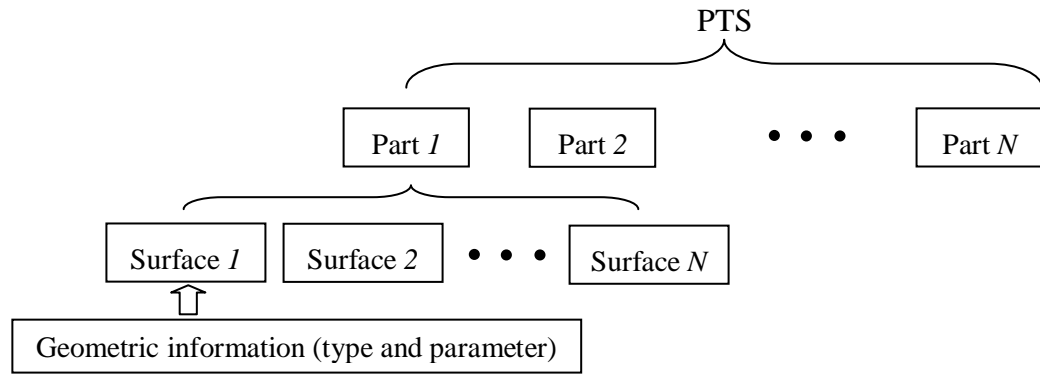 PTS
Part 1
Part 2
• • •
Part N
Surface 1
Surface 2
• • •
Surface N
Geometric information (type and parameter)